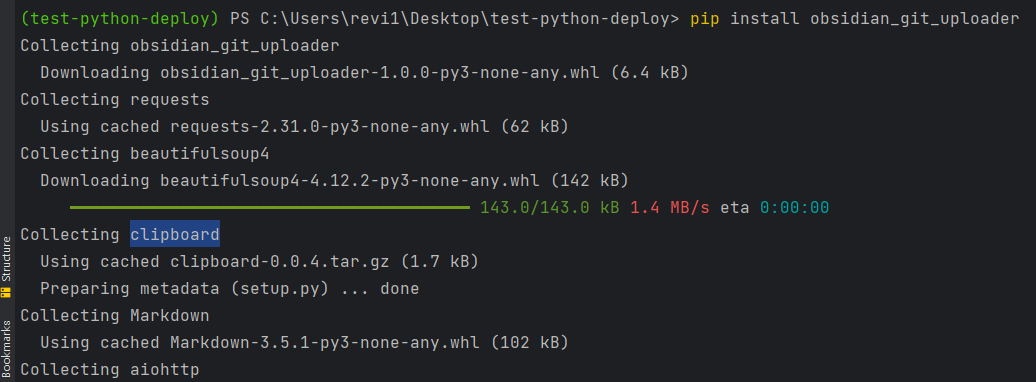 (test-python-deploy) PS C:\Users\revi1\Desktop\test-python-deploy> pip install obsidian_git_uploader
Collecting obsidian_git_uploader
  Downloading obsidian_git_uploader-1.0.0-py3-none-any.whl (6.4 kB)
Collecting requests
  Using cached requests-2.31.0-py3-none-any.whl (62 kB)
Collecting beautifulsoup4
  Downloading beautifulsoup4-4.12.2-py3-none-any.whl (142 kB)
143.0/143.0 kB 1.4 MB/s eta 0:00:00
Collecting clipboard
  Using cached clipboard-0.0.4.tar.gz (1.7 kB)
  Preparing metadata (setup.py) ... done
Collecting Markdown
  Using cached Markdown-3.5.1-py3-none-any.whl (102 kB)
Collecting aiohttp
Structure
Bookmarks